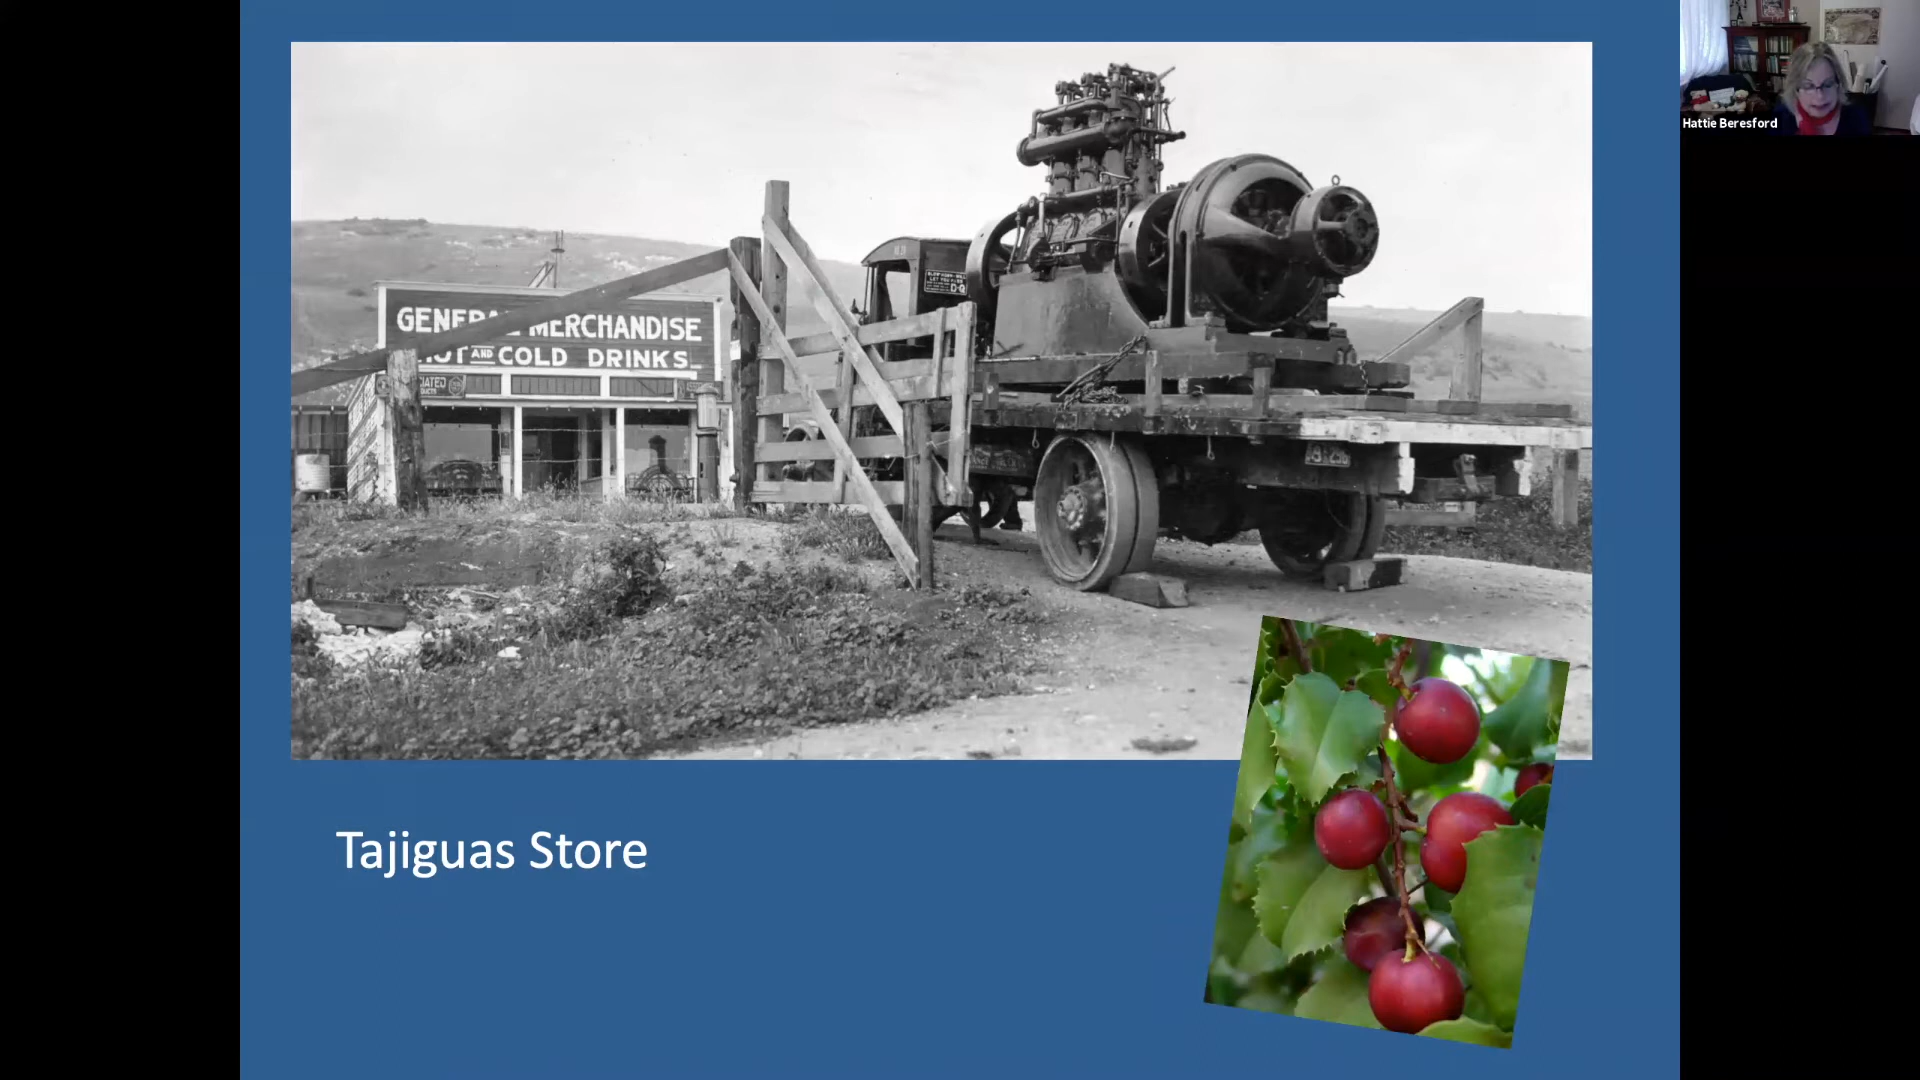 Hattie Beresford
GENERAL MERCHANDISE
HOT AND COLD DRINKS
Tajiguas Store